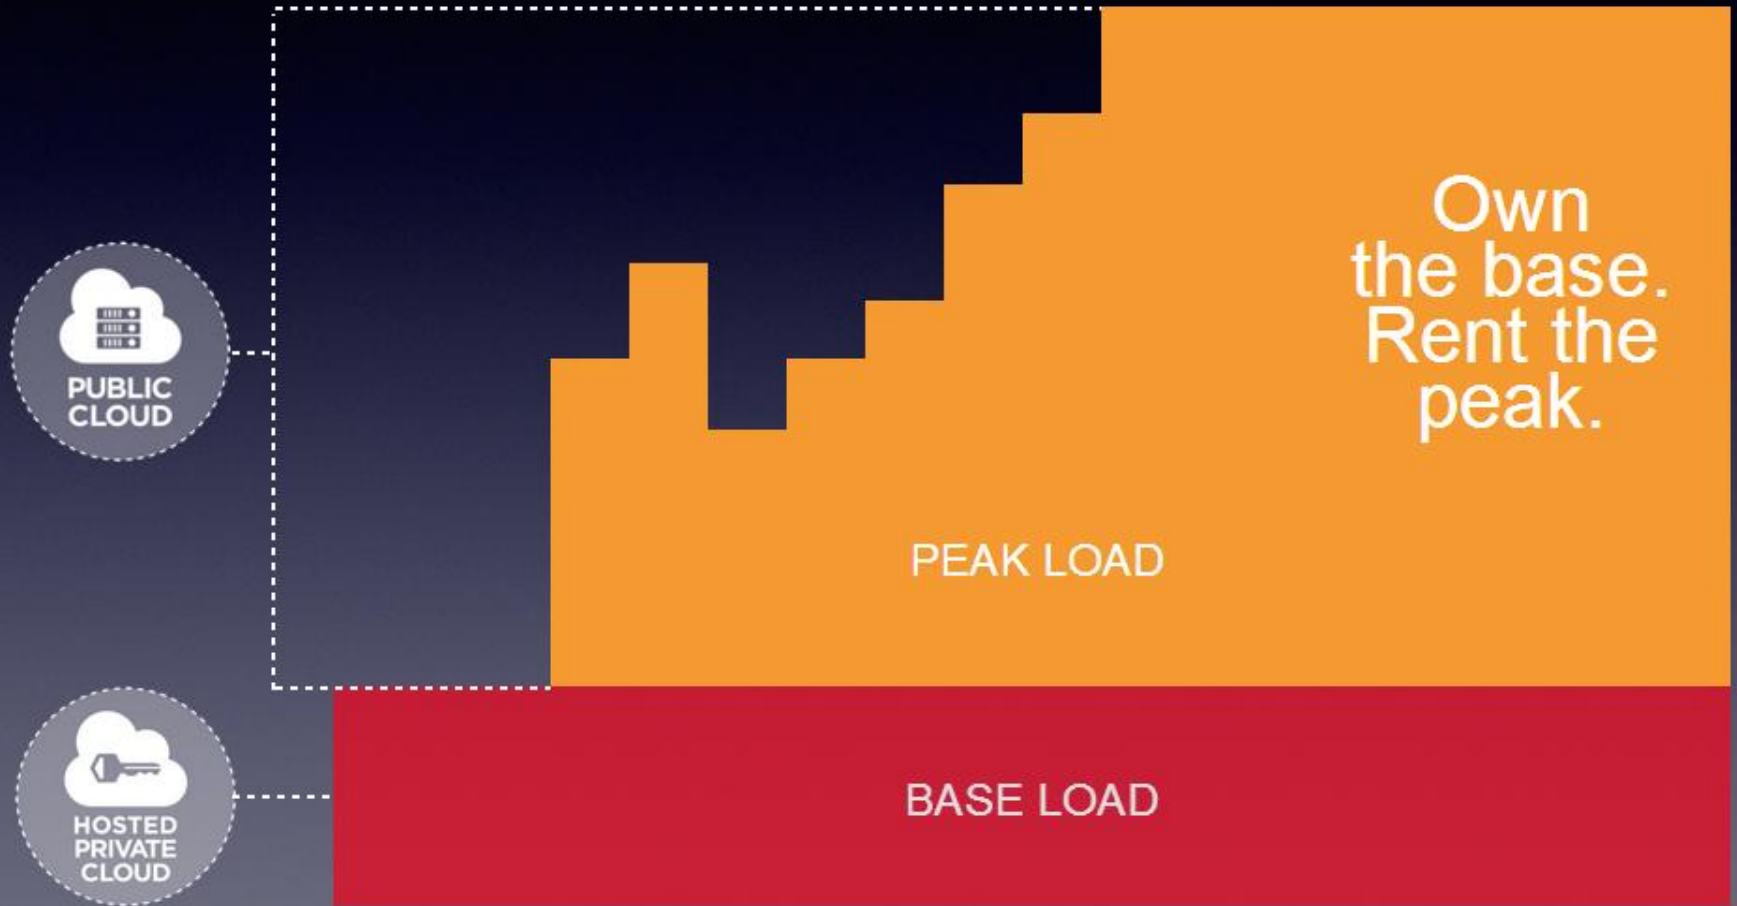 PUBLIC
CLOUD
Own
the base.
Rent the
peak.
PEAK LOAD
HOSTED
PRIVATE
CLOUD
BASE LOAD